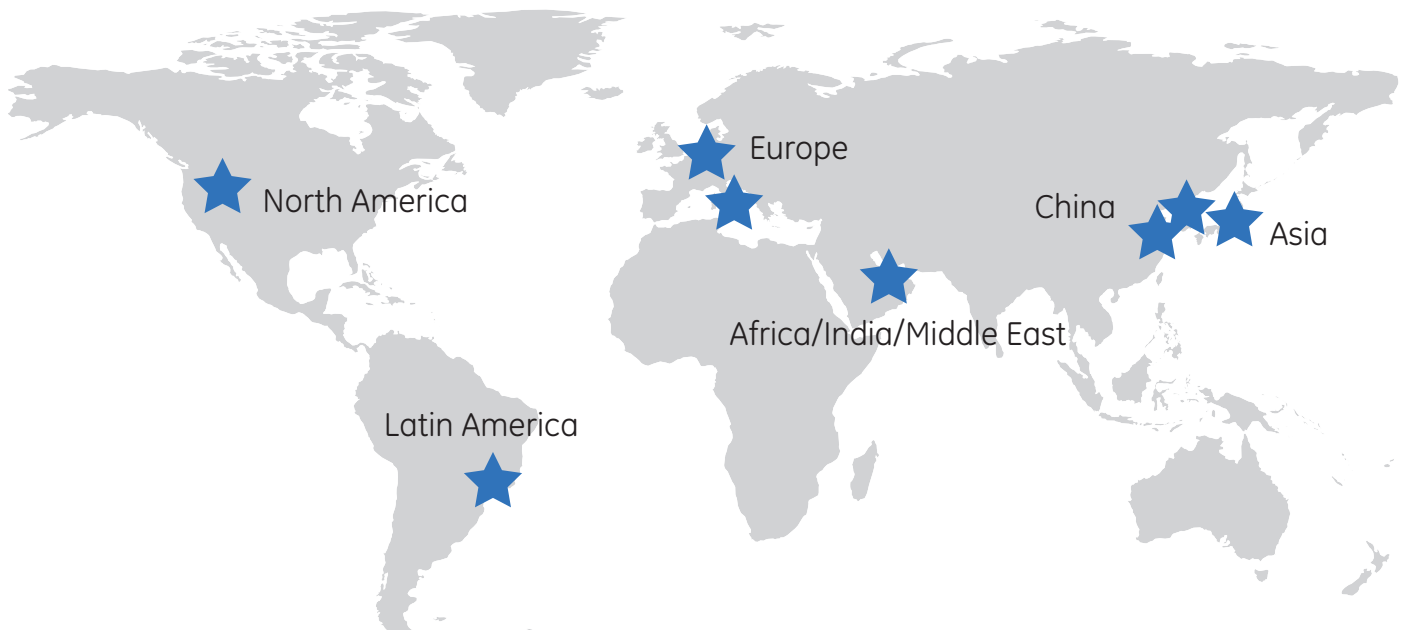 Europe
North America
China
Asia
Africa/India/Middle East
Latin America